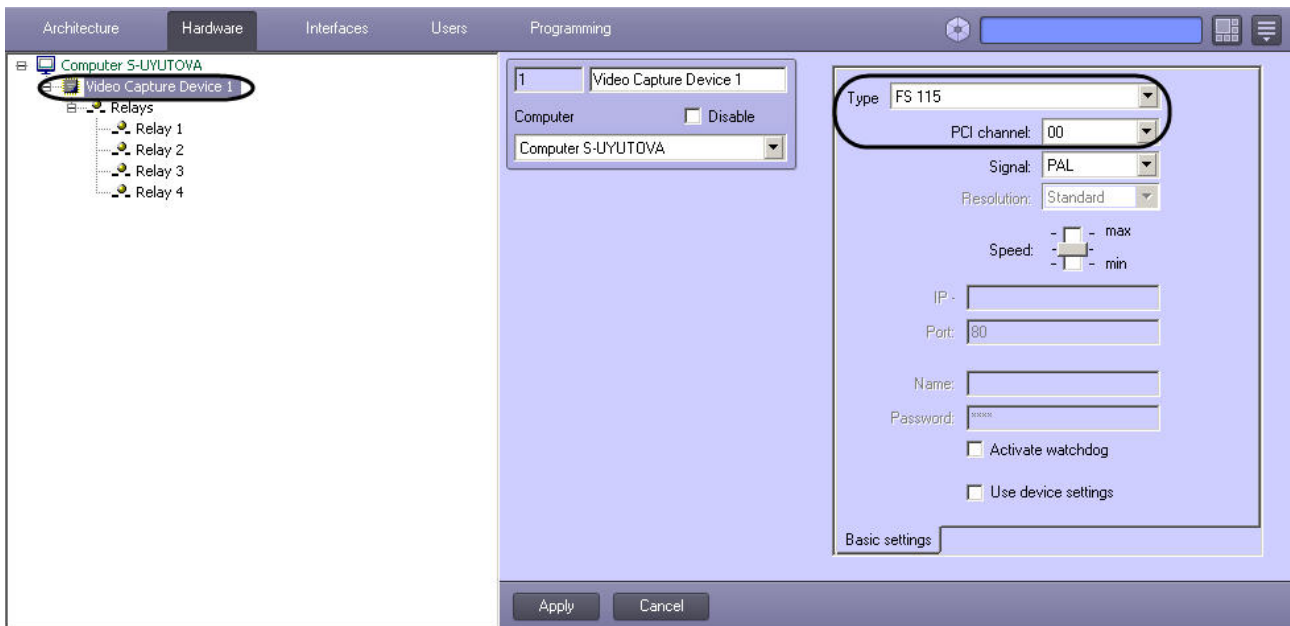 Architecture Hardware Interfaces Users Programming
Computer S-UYUTOVA
Video Capture Device 1
Relays
Relay 1
Relay 2
Relay 3
Relay 4
1 Video Capture Device 1
Computer Disable
Computer S-UYUTOVA
Type FS 115
PCI channel: 00
Signal: PAL
Resolution: Standard
Speed: - - max
- -
- - min
IP -
Port: 80
Name:
Password: ****
Activate watchdog
Use device settings
Basic settings
Apply Cancel